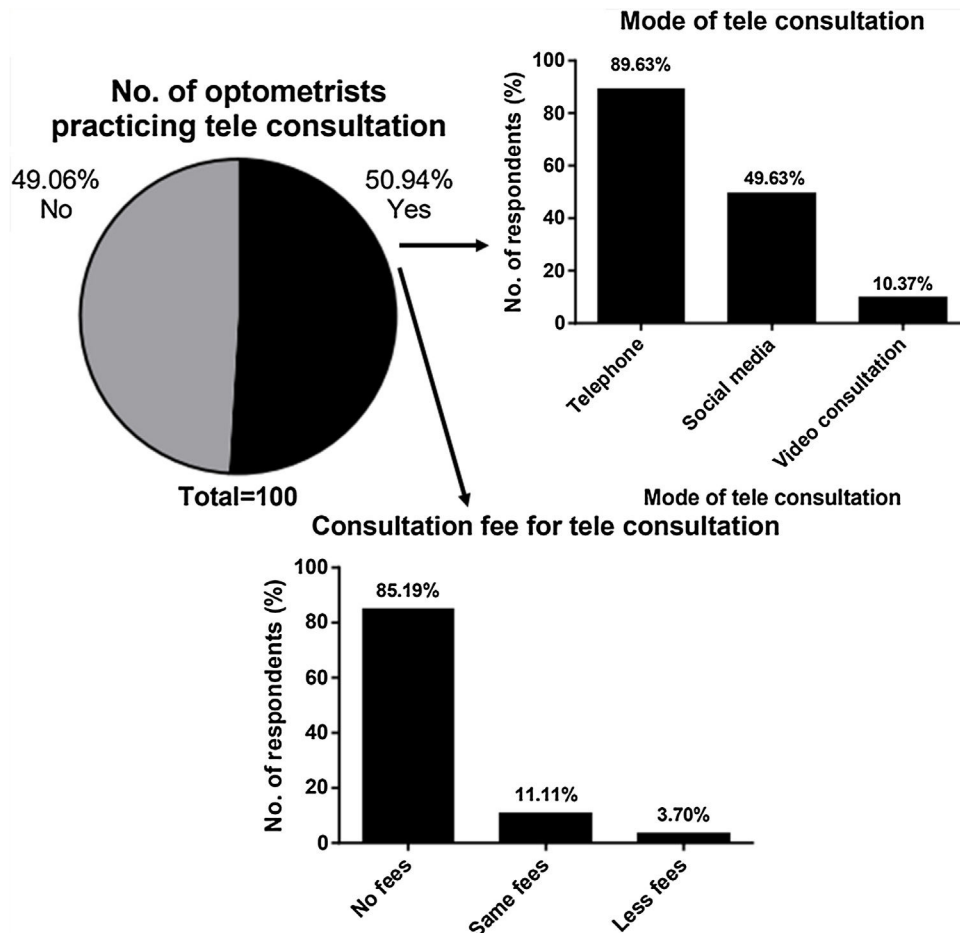 No. of optometrists
practicing tele consultation
49.06%
No
50.94%
Yes
Total=100
Mode of tele consultation
No. of respondents (%)
100
80
60
40
20
0
89.63%
49.63%
10.37%
Telephone
Social media
Video consultation
Mode of tele consultation
Consultation fee for tele consultation
No. of respondents (%)
100
80
60
40
20
0
85.19%
11.11%
3.70%
No fees
Same fees
Less fees